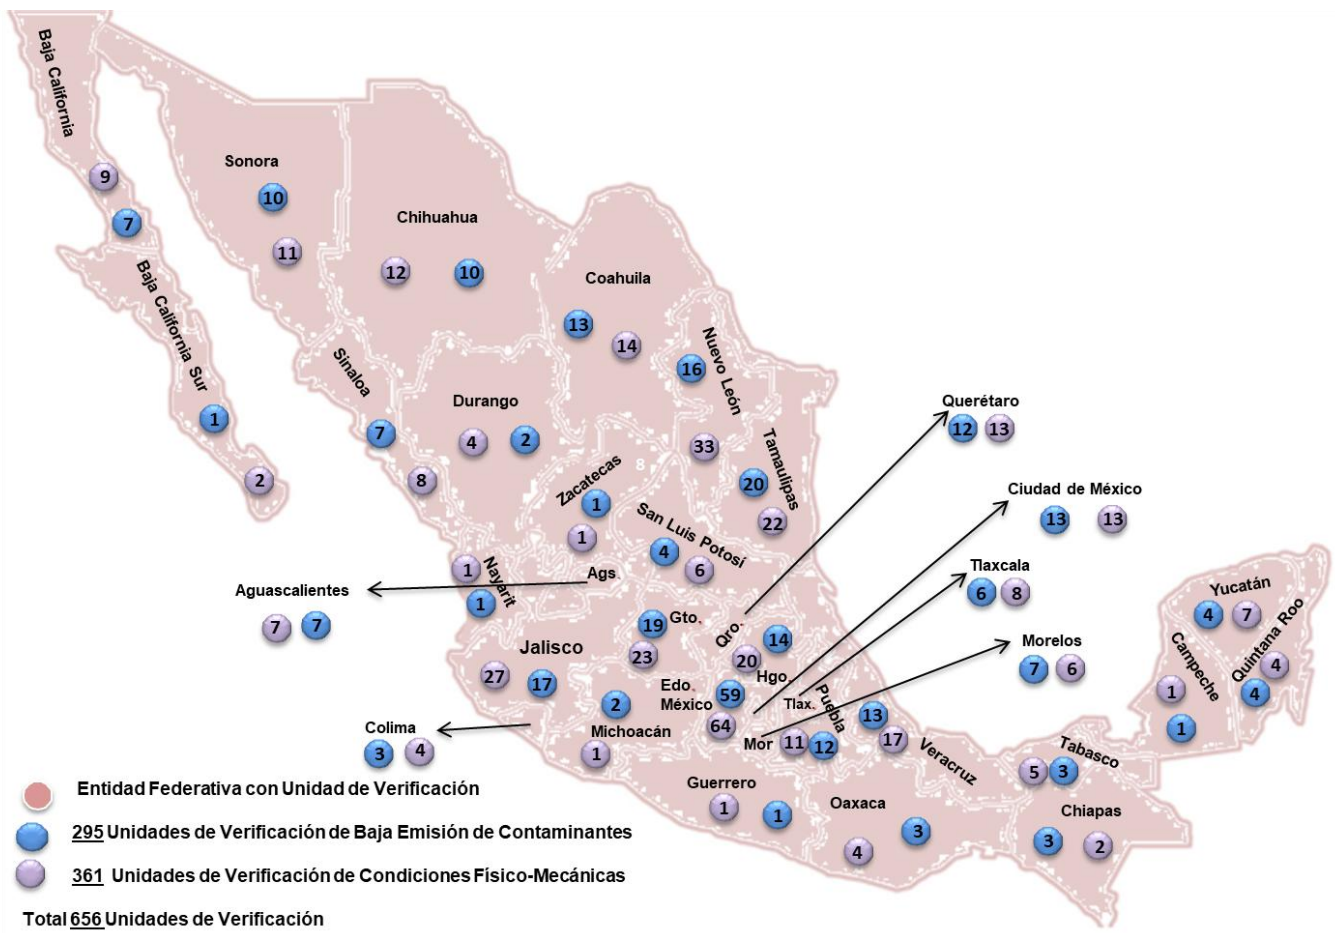 Baja California
9
7
Sonora
10
11
Chihuahua
12
10
Coahuila
13
14
Nuevo León
16
33
Baja California Sur
1
2
Sinaloa
7
8
Durango
4
2
Tamaulipas
20
22
Zacatecas
8
1
1
San Luis Potosí
4
6
Nayarit
1
1
Ags.
Aguascalientes
7 7
Gto.
19
23
Qro.
Querétaro
12 13
Ciudad de México
13 13
Tlaxcala
6 8
Morelos
7 6
14
20
Hgo.
Jalisco
27
17
Edo.
México
59
64
Tlax.
Mor
Puebla
11 12
2
Michoacán
1
Colima
3 4
Veracruz
13
17
Guerrero
1
1
Oaxaca
3
4
Tabasco
5 3
Chiapas
3
2
Campeche
1
1
Yucatán
4 7
Quintana Roo
4
4
Entidad Federativa con Unidad de Verificación
295 Unidades de Verificación de Baja Emisión de Contaminantes
361 Unidades de Verificación de Condiciones Físico-Mecánicas
Total 656 Unidades de Verificación